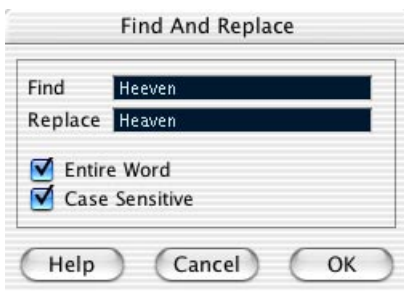 Find And Replace
Find Heeven
Replace Heaven
Entire Word
Case Sensitive
Help Cancel OK